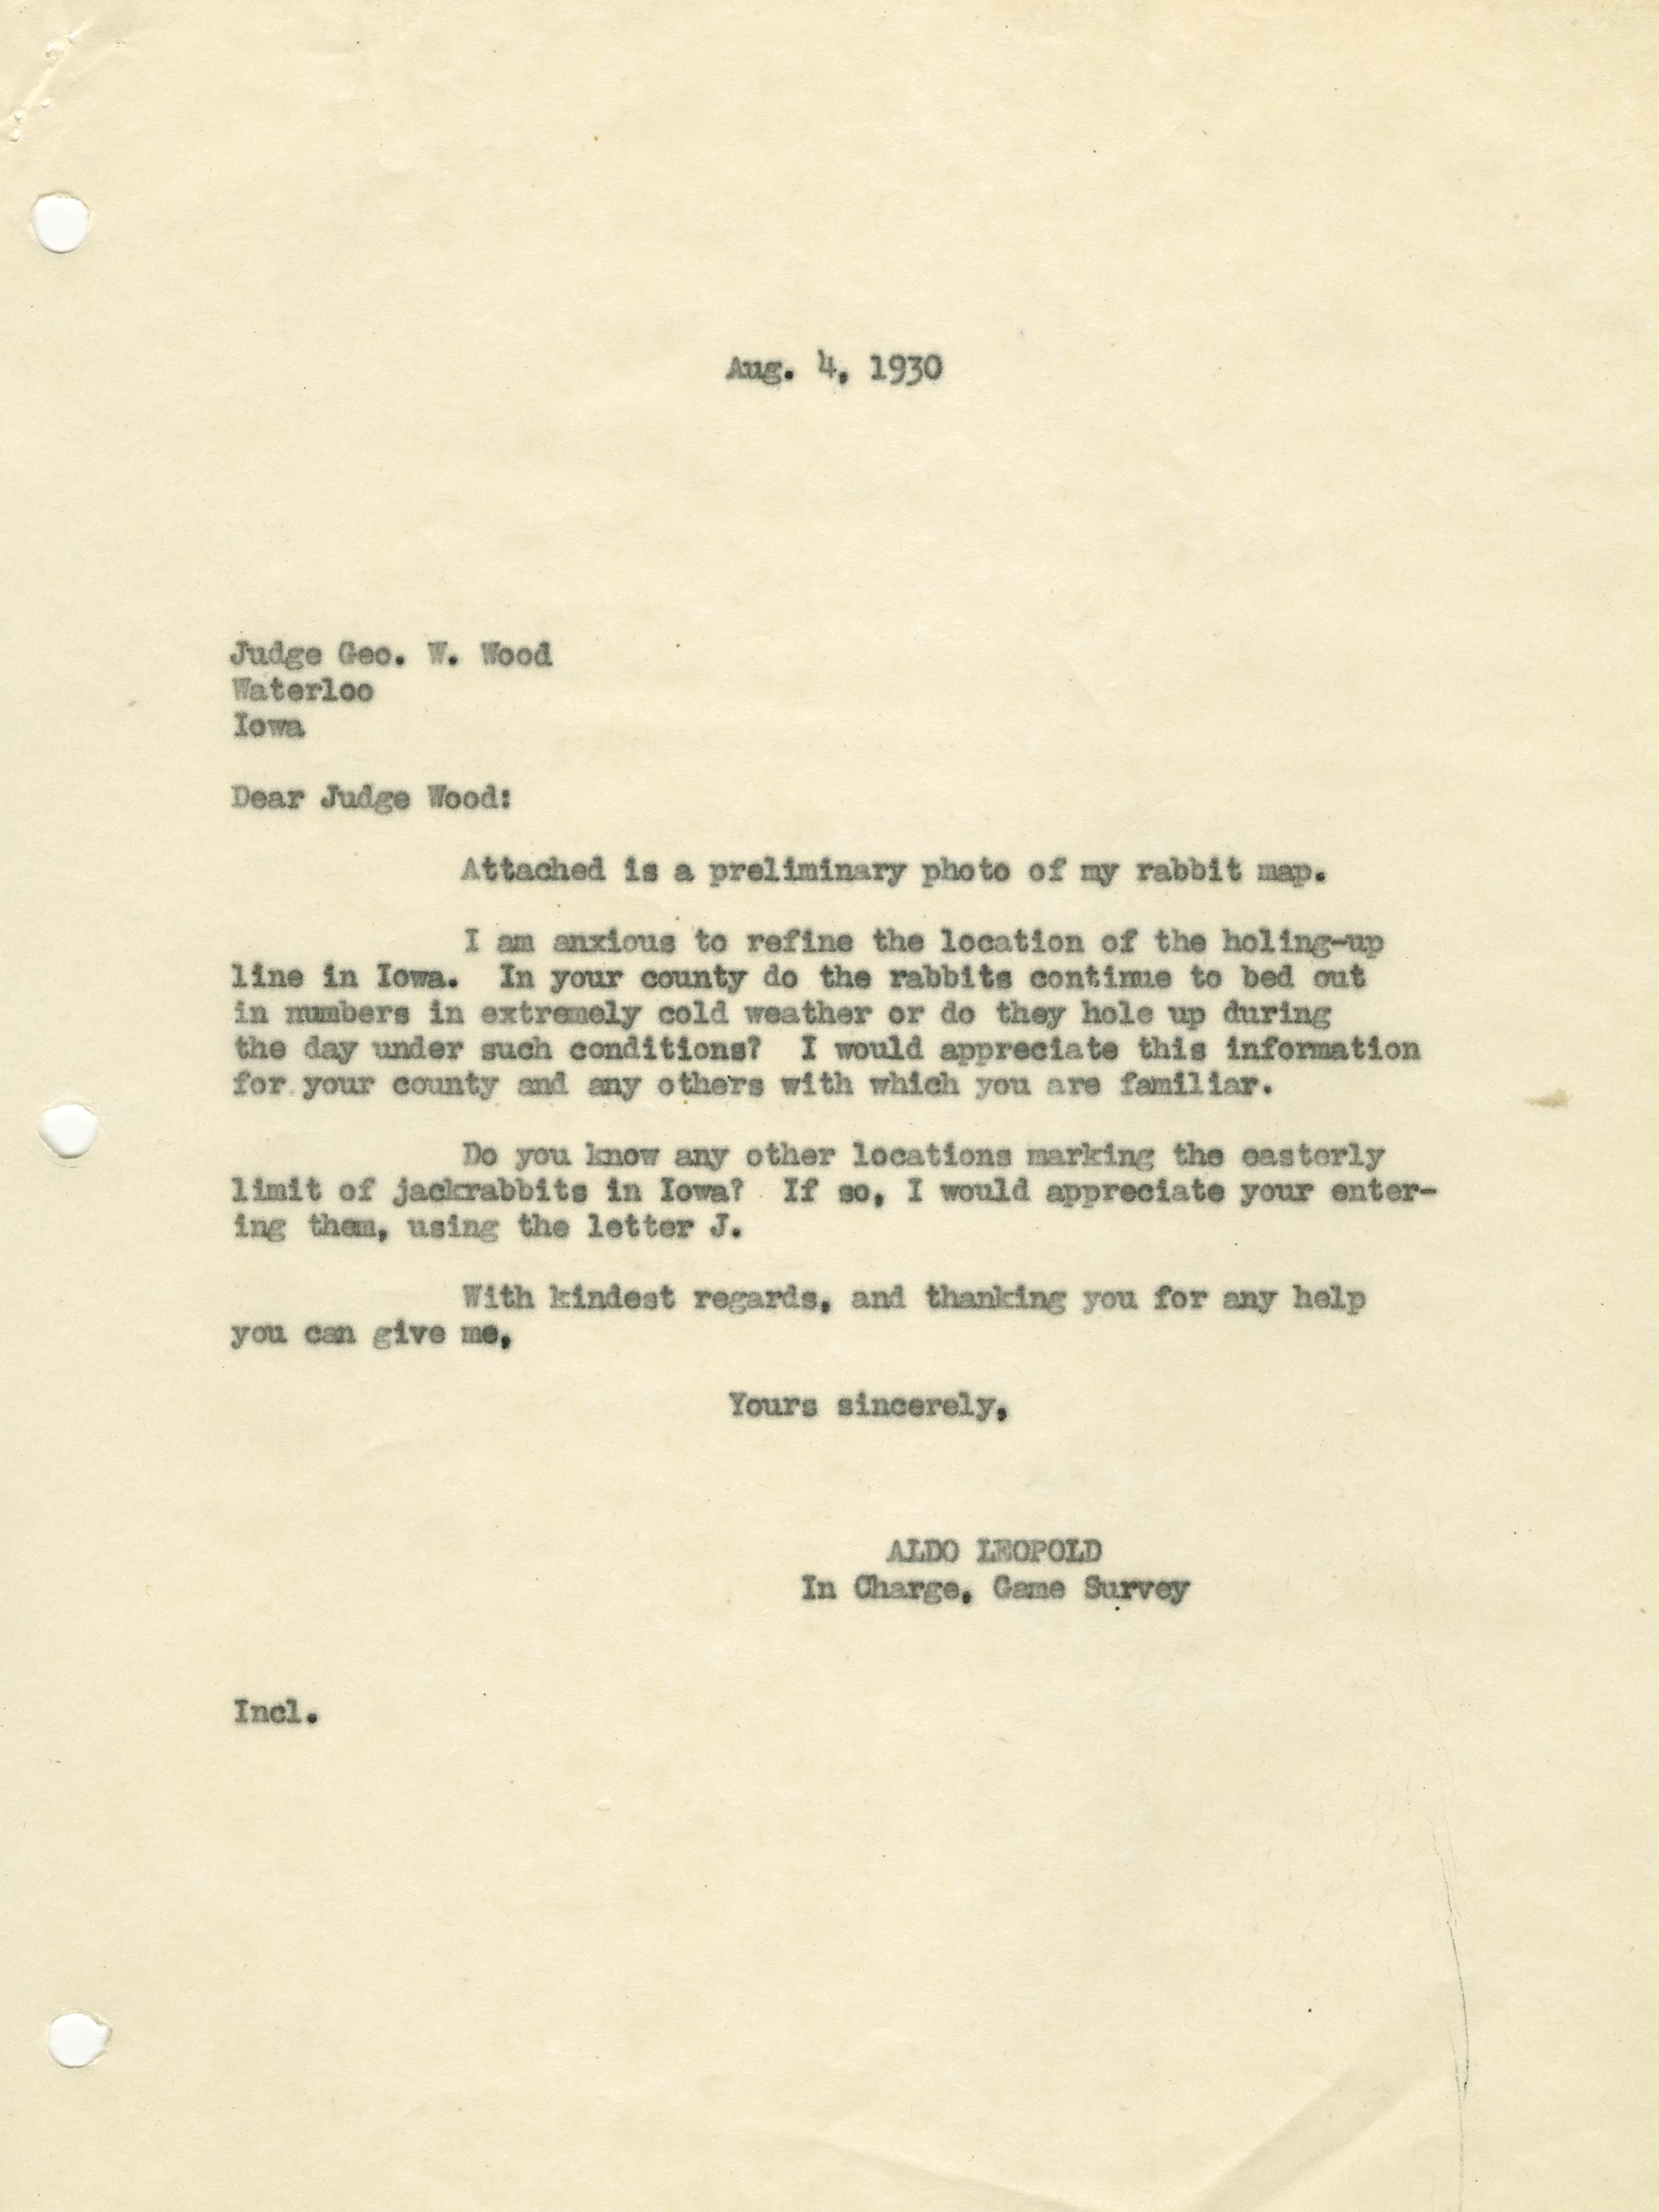 Aug. 4, 1930
Judge Geo. W. Wood
Waterloo
Iowa
Dear Judge Wood:
Attached is a preliminary photo of my rabbit map.
I am anxious to refine the location of the holing-up
line in Iowa. In your county do the rabbits continue to bed out
in numbers in extremely cold weather or do they hole up during
the day under such conditions? I would appreciate this information
for your county and any others with which you are familiar.
Do you know any other locations marking the easterly
limit of jackrabbits in Iowa? If so, I would appreciate your enter-
ing them, using the letter J.
With kindest regards, and thanking you for any help
you can give me,
Yours sincerely,
ALDO LEOPOLD
In Charge, Game Survey
Incl.